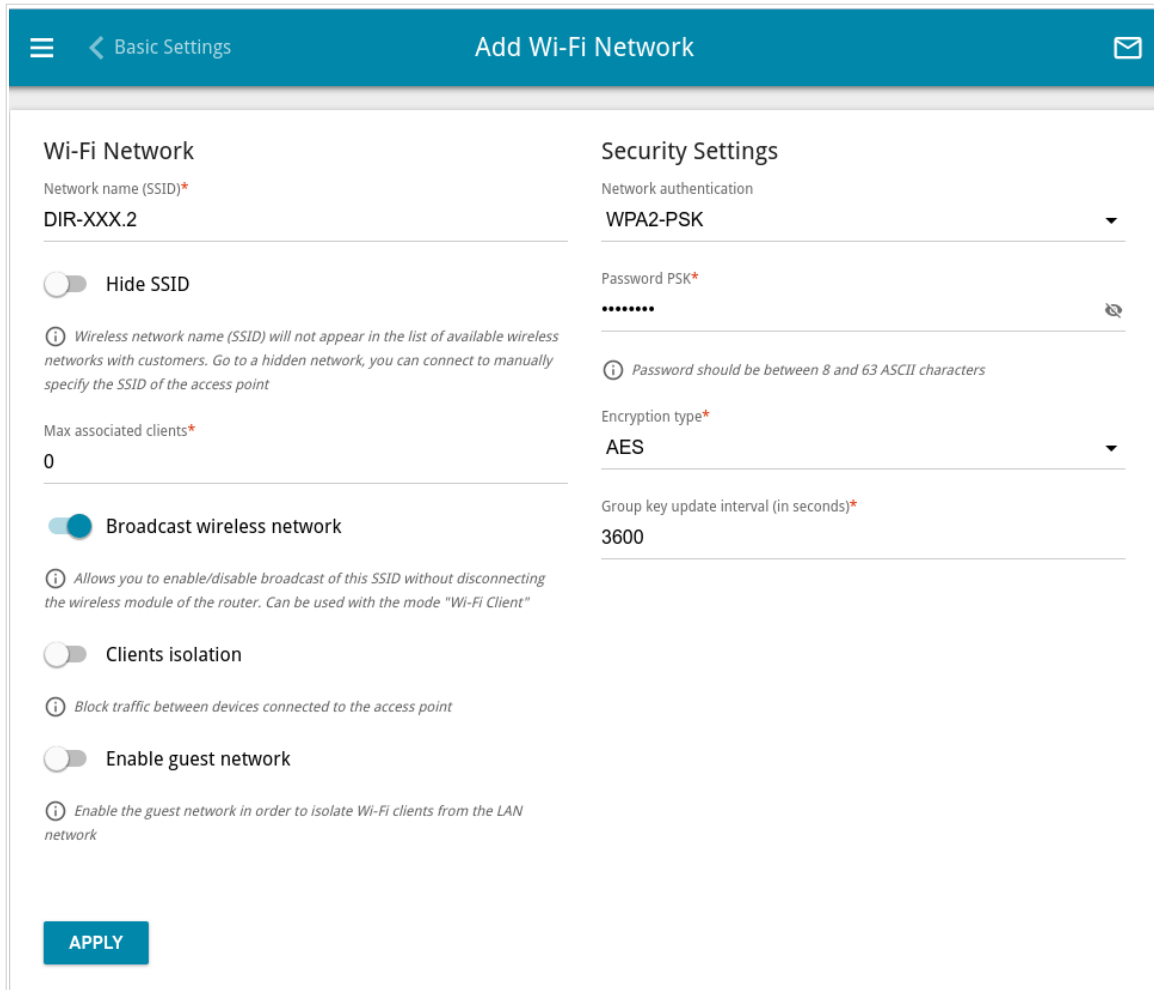 Basic Settings
Add Wi-Fi Network
Wi-Fi Network
Network name (SSID)*
DIR-XXX.2
Hide SSID
Wireless network name (SSID) will not appear in the list of available wireless
networks with customers. Go to a hidden network, you can connect to manually
specify the SSID of the access point
Max associated clients*
0
Broadcast wireless network
Allows you to enable/disable broadcast of this SSID without disconnecting
the wireless module of the router. Can be used with the mode "Wi-Fi Client"
Clients isolation
Block traffic between devices connected to the access point
Enable guest network
Enable the guest network in order to isolate Wi-Fi clients from the LAN
network
APPLY
Security Settings
Network authentication
WPA2-PSK
Password PSK*
••••••••
Password should be between 8 and 63 ASCII characters
Encryption type*
AES
Group key update interval (in seconds)*
3600